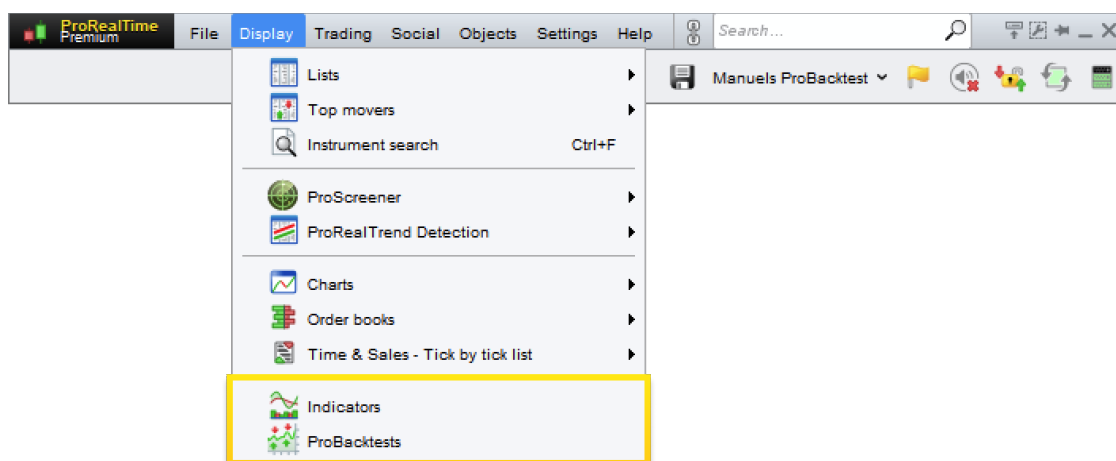 ProRealTime
Premium
File Display Trading Social Objects Settings Help Search...
Manuels ProBacktest
Lists
Top movers
Instrument search Ctrl+F
ProScreener
ProRealTrend Detection
Charts
Order books
Time & Sales - Tick by tick list
Indicators
ProBacktests